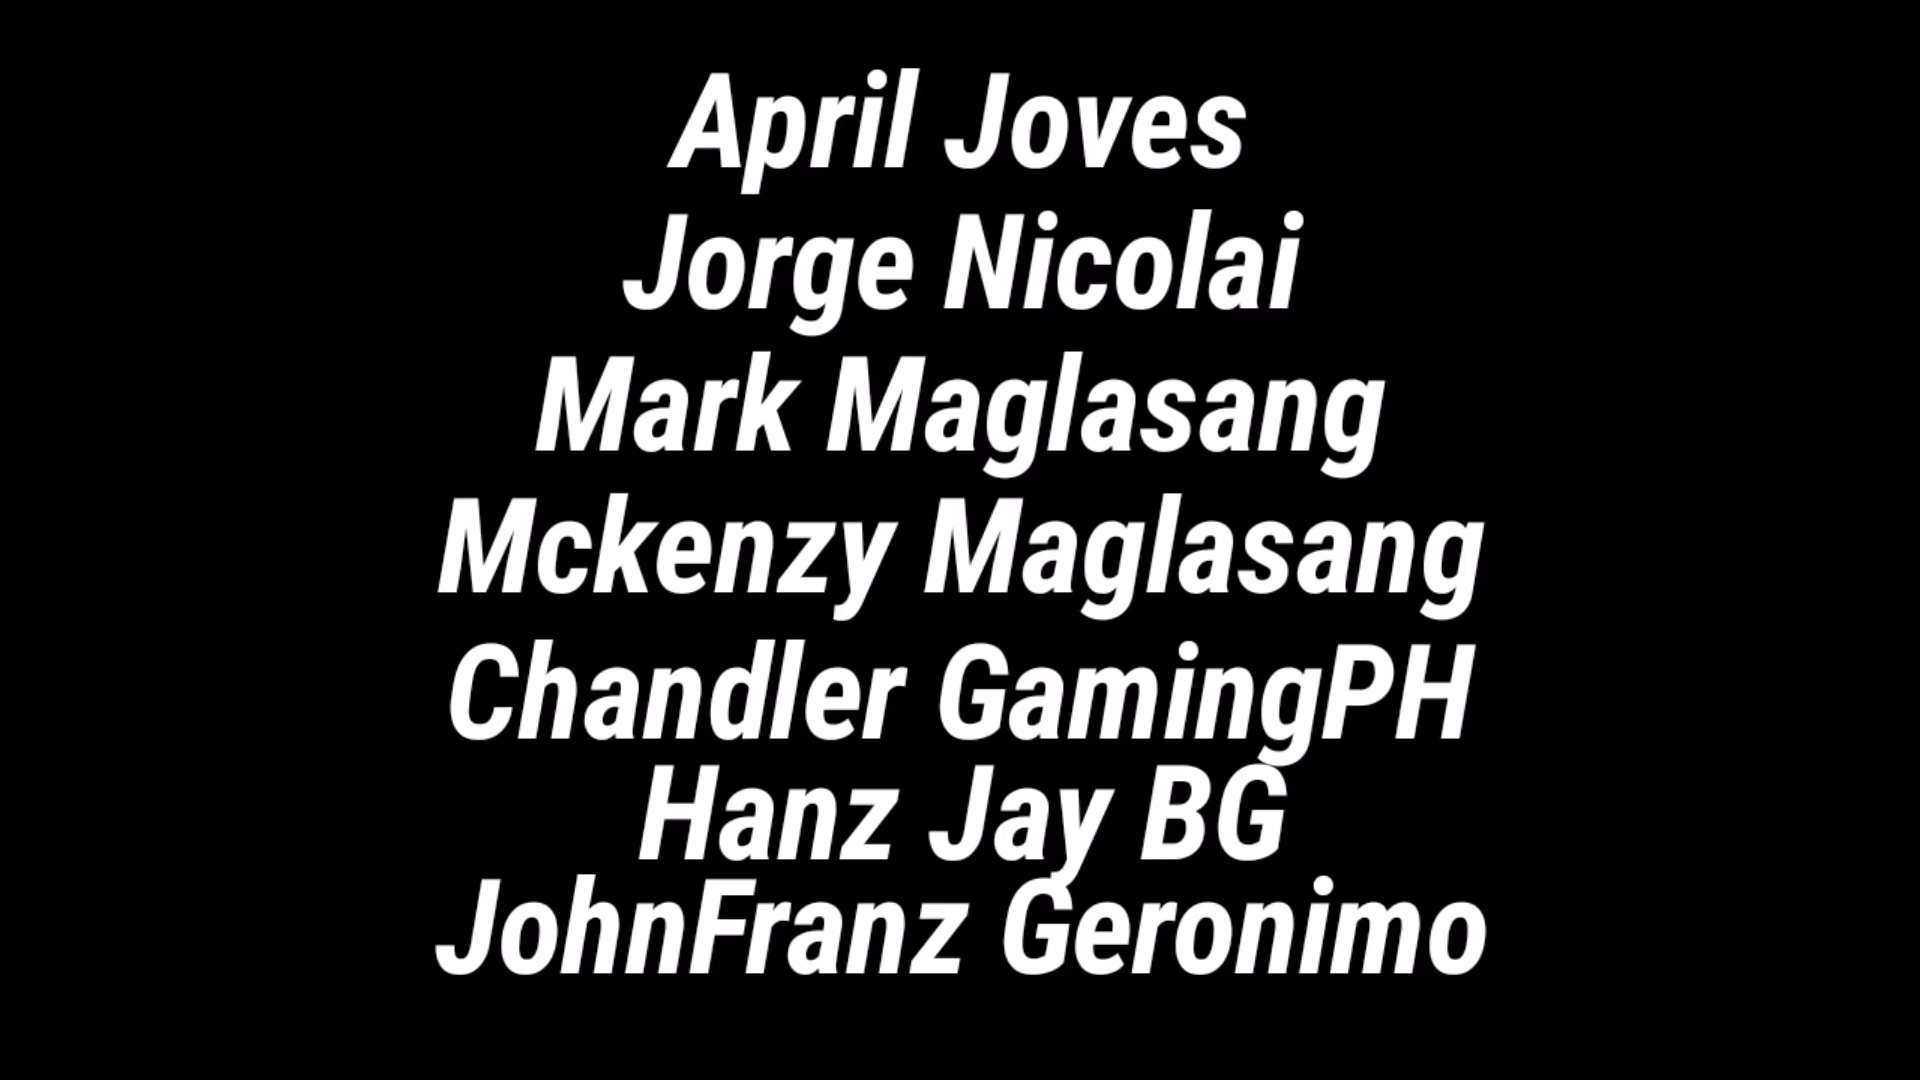 April Joves
Jorge Nicolai
Mark Maglasang
Mckenzy Maglasang
Chandler GamingPH
Hanz Jay BG
JohnFranz Geronimo